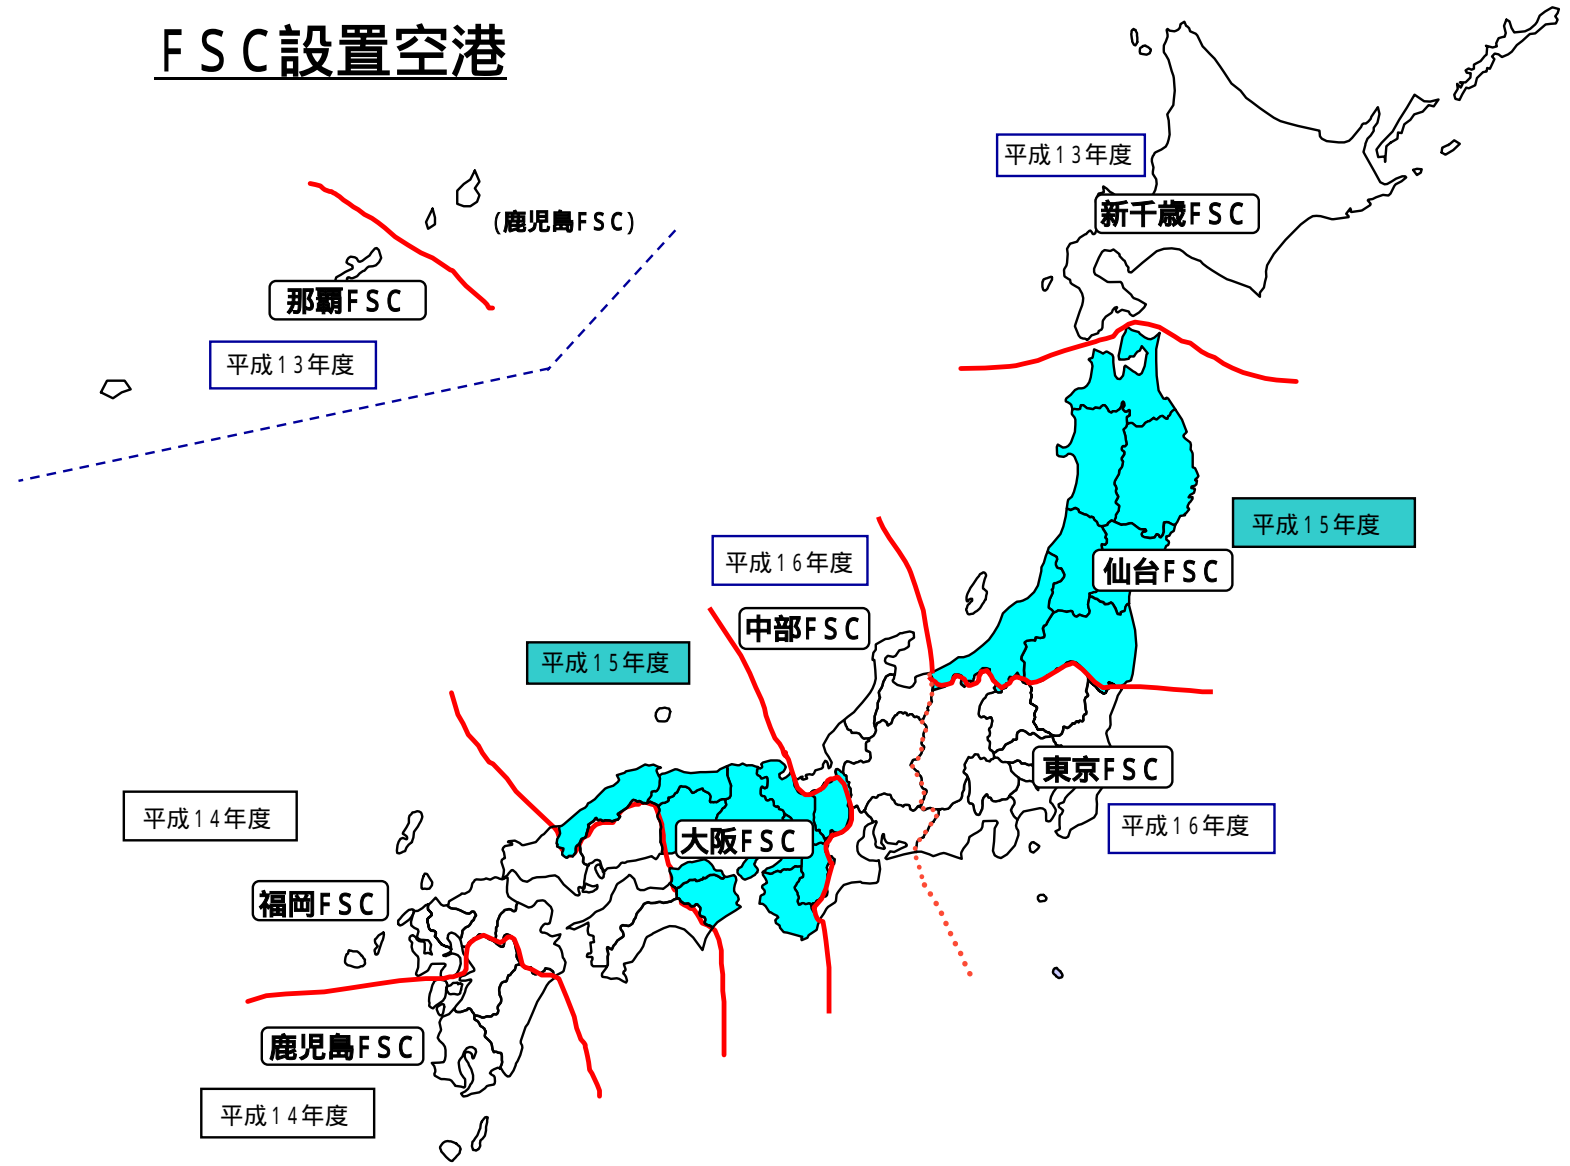 FSC設置空港
平成13年度
新千歳FSC
(鹿児島FSC)
那覇FSC
平成13年度
平成15年度
仙台FSC
平成16年度
中部FSC
平成15年度
東京FSC
平成16年度
大阪FSC
平成14年度
福岡FSC
鹿児島FSC
平成14年度